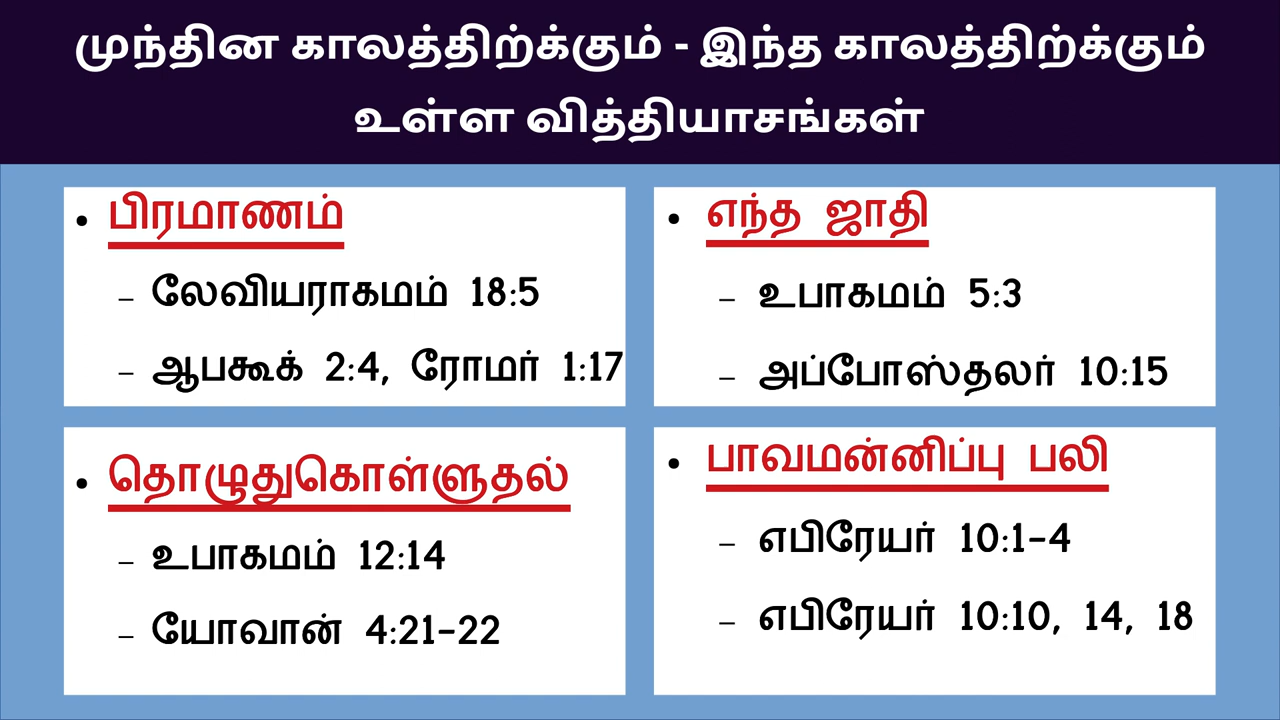 முந்தின காலத்திற்க்கும் - இந்த காலத்திற்க்கும்
உள்ள வித்தியாசங்கள்
• பிரமாணம்
– லேவியராகமம் 18:5
– ஆபகூக் 2:4, ரோமர் 1:17
• எந்த ஜாதி
– உபாகமம் 5:3
– அப்போஸ்தலர் 10:15
• தொழுதுகொள்ளுதல்
– உபாகமம் 12:14
– யோவான் 4:21–22
• பாவமன்னிப்பு பலி
– எபிரேயர் 10:1–4
– எபிரேயர் 10:10, 14, 18